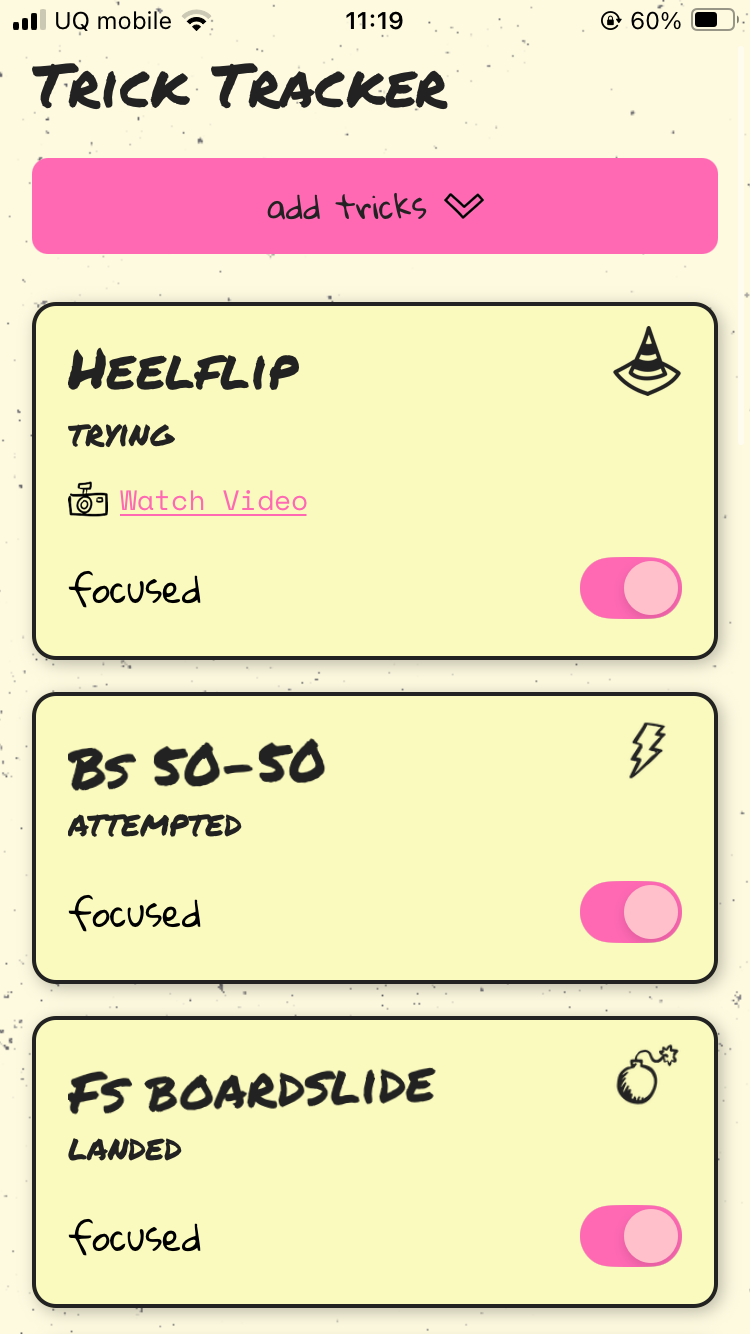 UQ mobile 11:19 60%
Trick Tracker
add tricks
Heelflip
trying
Watch Video
focused
Bs 50-50
attempted
focused
Fs boardslide
landed
focused